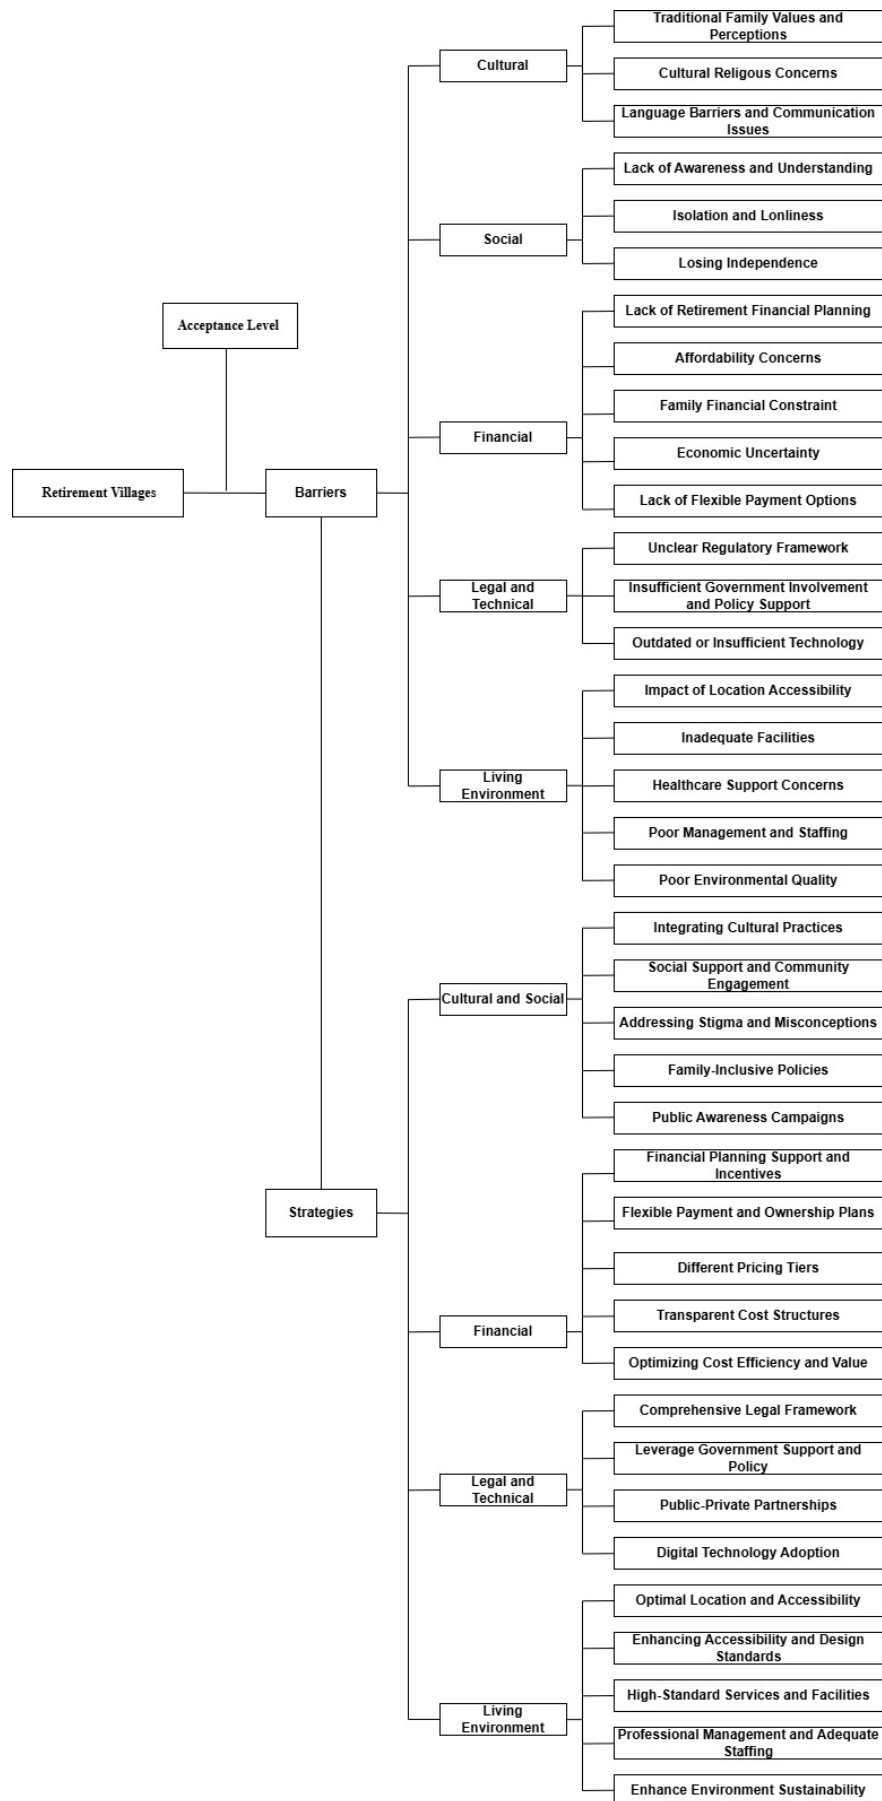 Traditional Family Values and
Perceptions
Cultural
Cultural Religous Concerns
Language Barriers and Communication
Issues
Lack of Awareness and Understanding
Social
Isolation and Lonliness
Losing Independence
Acceptance Level
Lack of Retirement Financial Planning
Affordability Concerns
Family Financial Constraint
Financial
Economic Uncertainty
Lack of Flexible Payment Options
Retirement Villages
Barriers
Unclear Regulatory Framework
Legal and
Technical
Insufficient Government Involvement
and Policy Support
Outdated or Insufficient Technology
Impact of Location Accessibility
Inadequate Facilities
Living
Environment
Healthcare Support Concerns
Poor Management and Staffing
Poor Environmental Quality
Integrating Cultural Practices
Social Support and Community
Engagement
Cultural and Social
Addressing Stigma and Misconceptions
Family-Inclusive Policies
Public Awareness Campaigns
Financial Planning Support and
Incentives
Strategies
Flexible Payment and Ownership Plans
Different Pricing Tiers
Transparent Cost Structures
Financial
Optimizing Cost Efficiency and Value
Comprehensive Legal Framework
Leverage Government Support and
Policy
Legal and
Technical
Public-Private Partnerships
Digital Technology Adoption
Optimal Location and Accessibility
Enhancing Accessibility and Design
Standards
High-Standard Services and Facilities
Living
Environment
Professional Management and Adequate
Staffing
Enhance Environment Sustainability